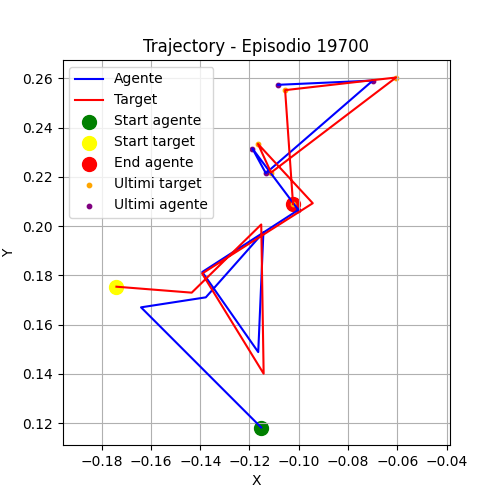 Trajectory - Episodio 19700
Agente
Target
Start agente
Start target
End agente
Ultimi target
Ultimi agente
0.26
0.24
0.22
0.20
0.18
0.16
0.14
0.12
Y
−0.18 −0.16 −0.14 −0.12 −0.10 −0.08 −0.06 −0.04
X